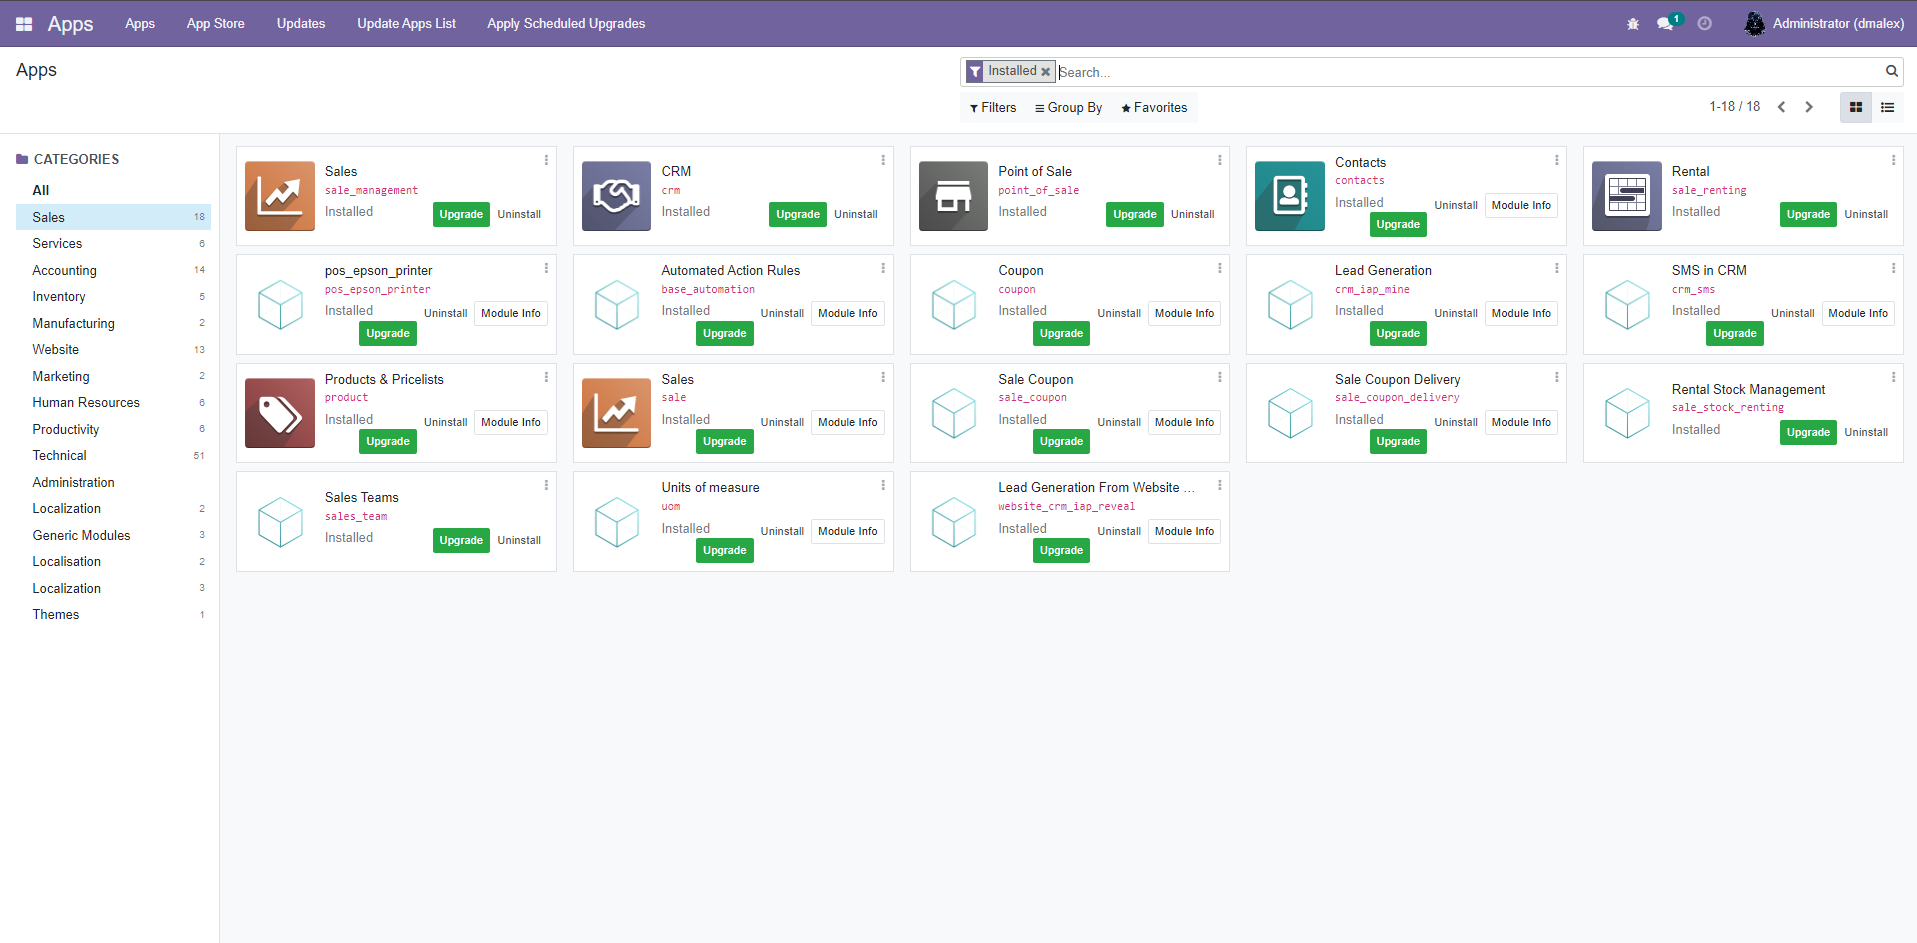 Apps
Apps
App Store
Updates
Update Apps List
Apply Scheduled Upgrades
1
Administrator (dmalex)
Apps
Installed
Search...
Filters
Group By
Favorites
1-18 / 18
CATEGORIES
All
Sales 18
Services 6
Accounting 14
Inventory 5
Manufacturing 2
Website 13
Marketing 2
Human Resources 6
Productivity 6
Technical 51
Administration
Localization 2
Generic Modules 3
Localisation 2
Localization 3
Themes 1
Sales
sale_management
Installed
Upgrade
Uninstall
CRM
crm
Installed
Upgrade
Uninstall
Point of Sale
point_of_sale
Installed
Upgrade
Uninstall
Contacts
contacts
Installed
Uninstall
Module Info
Upgrade
Rental
sale_renting
Installed
Upgrade
Uninstall
pos_epson_printer
pos_epson_printer
Installed
Uninstall
Module Info
Upgrade
Automated Action Rules
base_automation
Installed
Uninstall
Module Info
Upgrade
Coupon
coupon
Installed
Uninstall
Module Info
Upgrade
Lead Generation
crm_iap_mine
Installed
Uninstall
Module Info
Upgrade
SMS in CRM
crm_sms
Installed
Uninstall
Module Info
Upgrade
Products & Pricelists
product
Installed
Uninstall
Module Info
Upgrade
Sales
sale
Installed
Uninstall
Module Info
Upgrade
Sale Coupon
sale_coupon
Installed
Uninstall
Module Info
Upgrade
Sale Coupon Delivery
sale_coupon_delivery
Installed
Uninstall
Module Info
Upgrade
Rental Stock Management
sale_stock_renting
Installed
Upgrade
Uninstall
Sales Teams
sales_team
Installed
Upgrade
Uninstall
Units of measure
uom
Installed
Uninstall
Module Info
Upgrade
Lead Generation From Website ...
website_crm_iap_reveal
Installed
Uninstall
Module Info
Upgrade